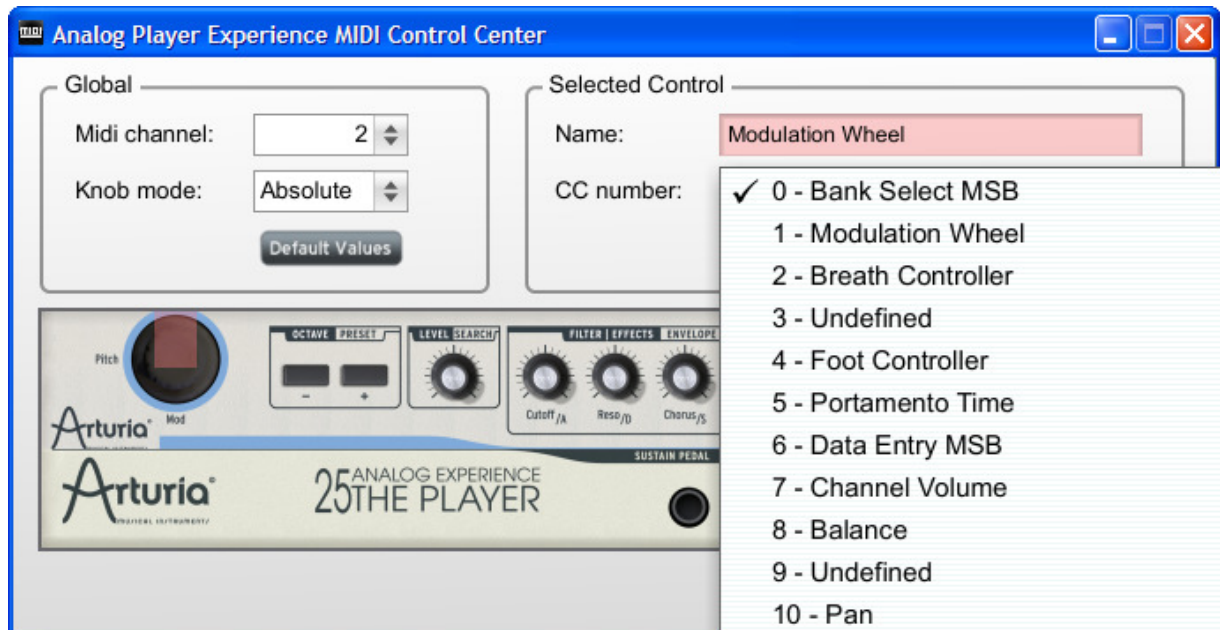 MIDI Analog Player Experience MIDI Control Center
Global
Midi channel: 2
Knob mode: Absolute
Default Values
Selected Control
Name: Modulation Wheel
CC number:
✓ 0 - Bank Select MSB
1 - Modulation Wheel
2 - Breath Controller
3 - Undefined
4 - Foot Controller
5 - Portamento Time
6 - Data Entry MSB
7 - Channel Volume
8 - Balance
9 - Undefined
10 - Pan
Pitch
Mod
OCTAVE PRESET
- +
LEVEL SEARCH
FILTER | EFFECTS ENVELOPE
Cutoff/A Reso/D Chorus/S
Arturia
SUSTAIN PEDAL
Arturia
MUSICAL INSTRUMENTS
25 ANALOG EXPERIENCE
THE PLAYER